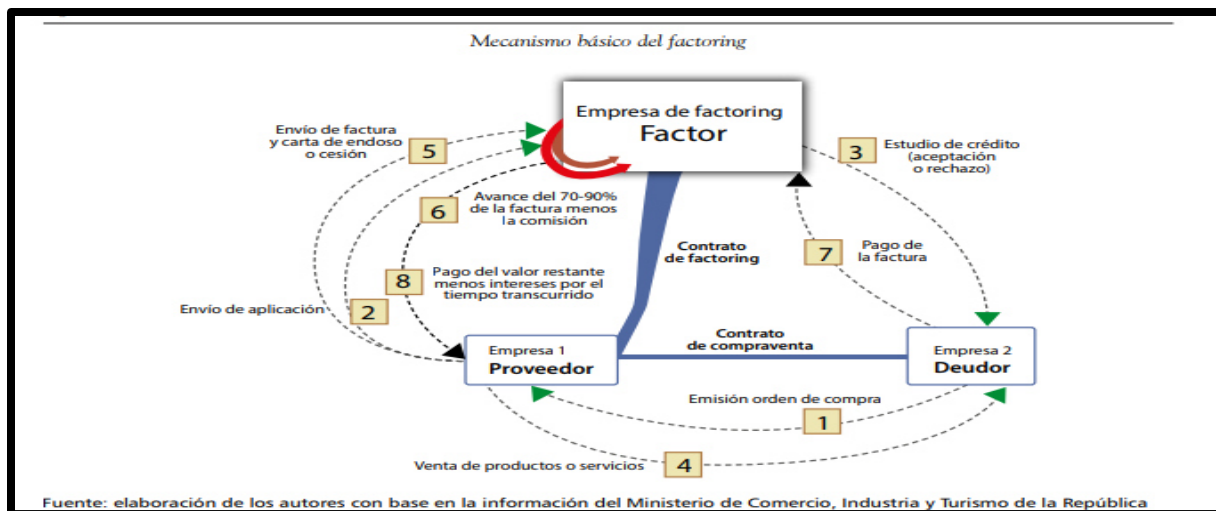 Mecanismo básico del factoring
Empresa de factoring
Factor
Envío de factura
y carta de endoso
o cesión
5
3
Estudio de crédito
(aceptación
o rechazo)
6
Avance del 70-90%
de la factura menos
la comisión
Contrato
de factoring
7
Pago de
la factura
8
Pago del valor restante
menos intereses por el
tiempo transcurrido
Envío de aplicación
2
Contrato
de compraventa
Empresa 1
Proveedor
Empresa 2
Deudor
Emisión orden de compra
1
Venta de productos o servicios
4
Fuente: elaboración de los autores con base en la información del Ministerio de Comercio, Industria y Turismo de la República